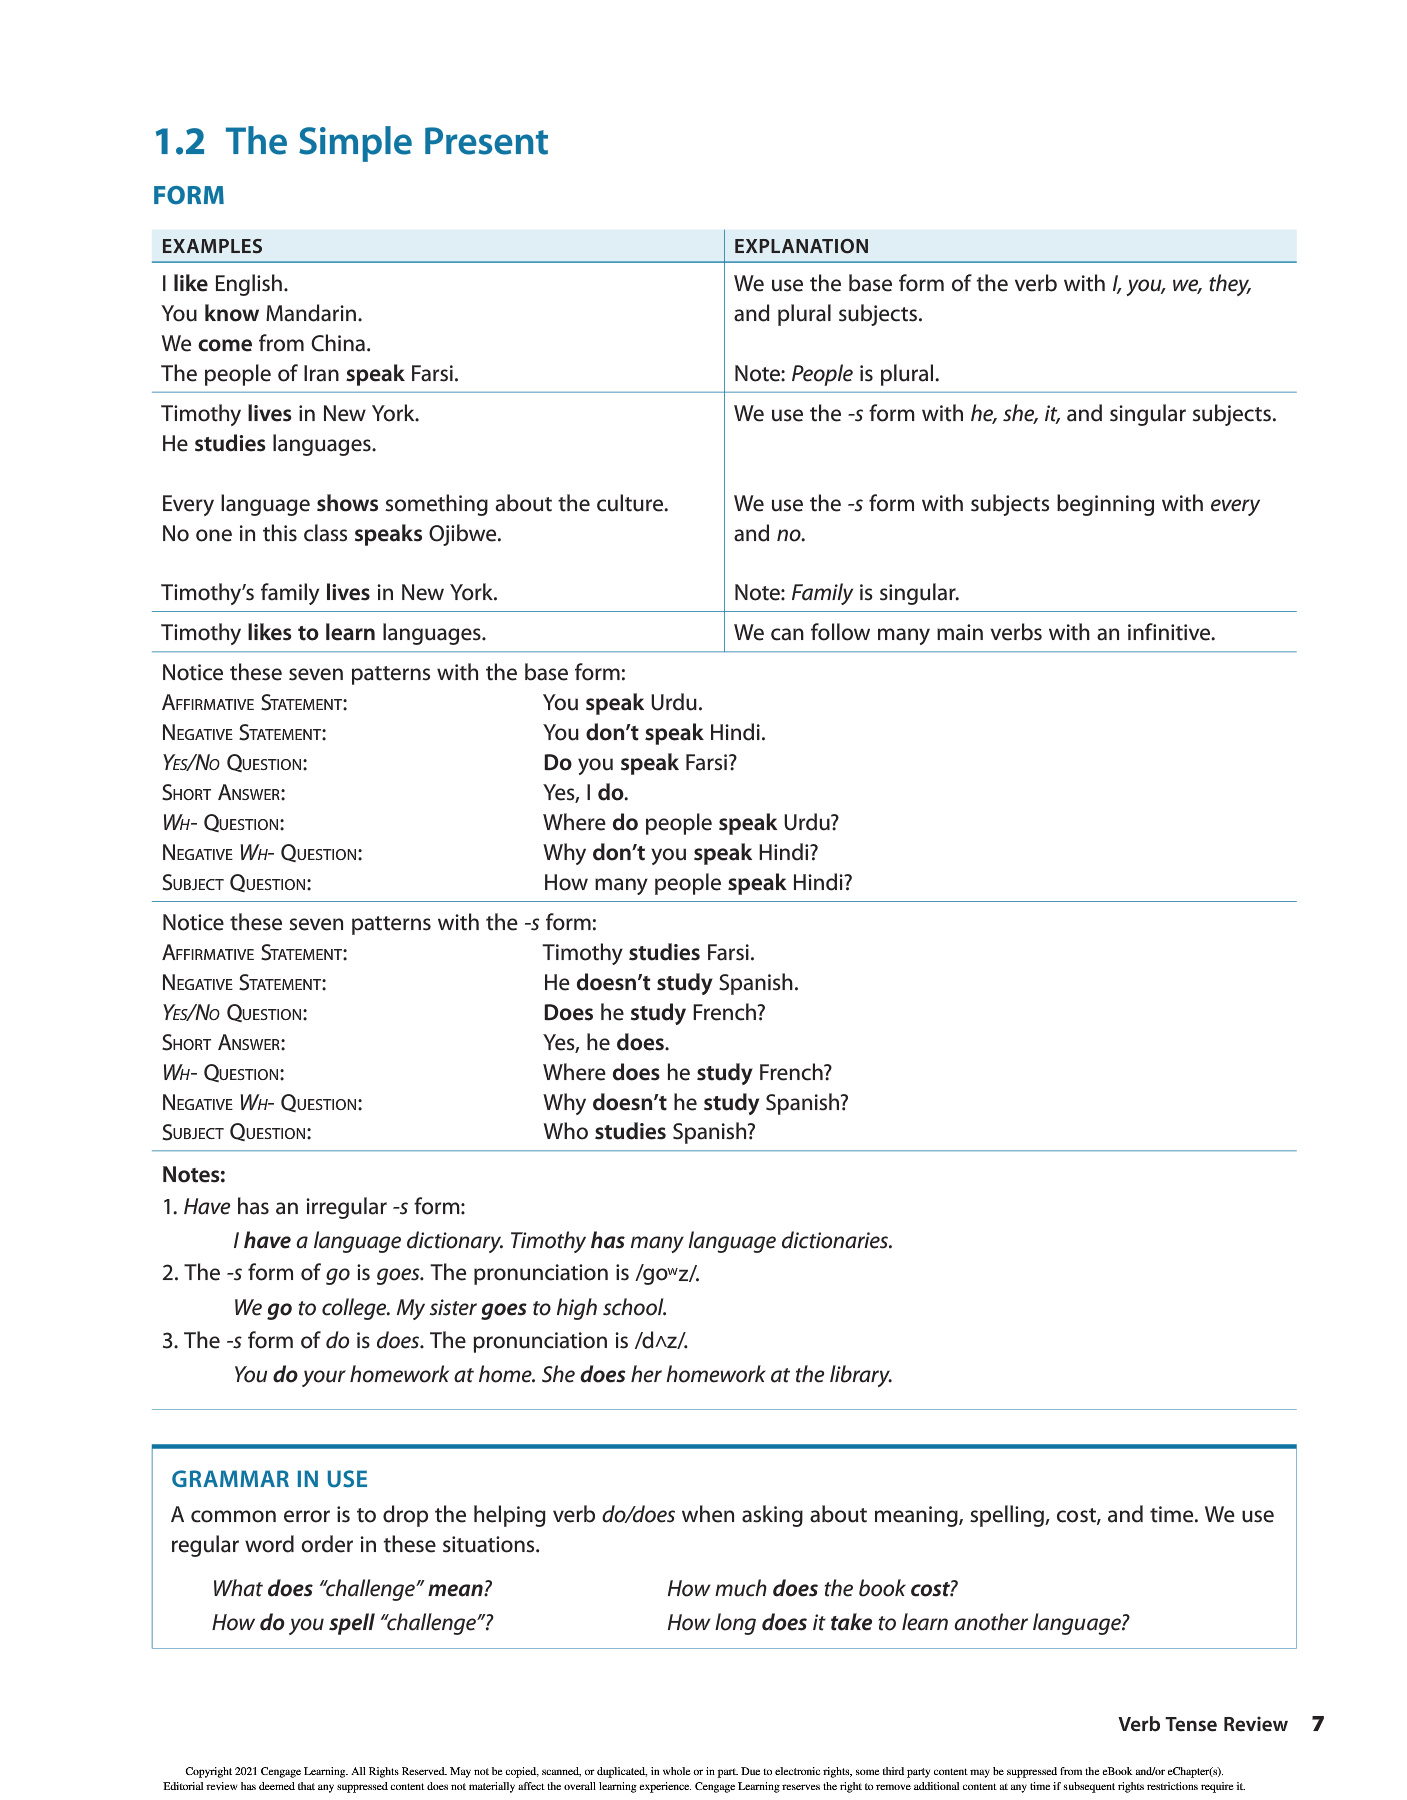 1.2 The Simple Present
FORM
EXAMPLES
EXPLANATION
I like English.
You know Mandarin.
We come from China.
The people of Iran speak Farsi.
We use the base form of the verb with I, you, we, they,
and plural subjects.
Note: People is plural.
Timothy lives in New York.
He studies languages.
We use the -s form with he, she, it, and singular subjects.
Every language shows something about the culture.
No one in this class speaks Ojibwe.
We use the -s form with subjects beginning with every
and no.
Timothy's family lives in New York.
Note: Family is singular.
Timothy likes to learn languages.
We can follow many main verbs with an infinitive.
Notice these seven patterns with the base form:
AFFIRMATIVE STATEMENT: You speak Urdu.
NEGATIVE STATEMENT: You don't speak Hindi.
YES/NO QUESTION: Do you speak Farsi?
SHORT ANSWER: Yes, I do.
WH- QUESTION: Where do people speak Urdu?
NEGATIVE WH- QUESTION: Why don't you speak Hindi?
SUBJECT QUESTION: How many people speak Hindi?
Notice these seven patterns with the -s form:
AFFIRMATIVE STATEMENT: Timothy studies Farsi.
NEGATIVE STATEMENT: He doesn't study Spanish.
YES/NO QUESTION: Does he study French?
SHORT ANSWER: Yes, he does.
WH- QUESTION: Where does he study French?
NEGATIVE WH- QUESTION: Why doesn't he study Spanish?
SUBJECT QUESTION: Who studies Spanish?
Notes:
1. Have has an irregular -s form:
I have a language dictionary. Timothy has many language dictionaries.
2. The -s form of go is goes. The pronunciation is /goʷz/.
We go to college. My sister goes to high school.
3. The -s form of do is does. The pronunciation is /dʌz/.
You do your homework at home. She does her homework at the library.
GRAMMAR IN USE
A common error is to drop the helping verb do/does when asking about meaning, spelling, cost, and time. We use
regular word order in these situations.
What does “challenge” mean? How much does the book cost?
How do you spell “challenge”? How long does it take to learn another language?
Verb Tense Review 7
Copyright 2021 Cengage Learning. All Rights Reserved. May not be copied, scanned, or duplicated, in whole or in part. Due to electronic rights, some third party content may be suppressed from the eBook and/or eChapter(s).
Editorial review has deemed that any suppressed content does not materially affect the overall learning experience. Cengage Learning reserves the right to remove additional content at any time if subsequent rights restrictions require it.